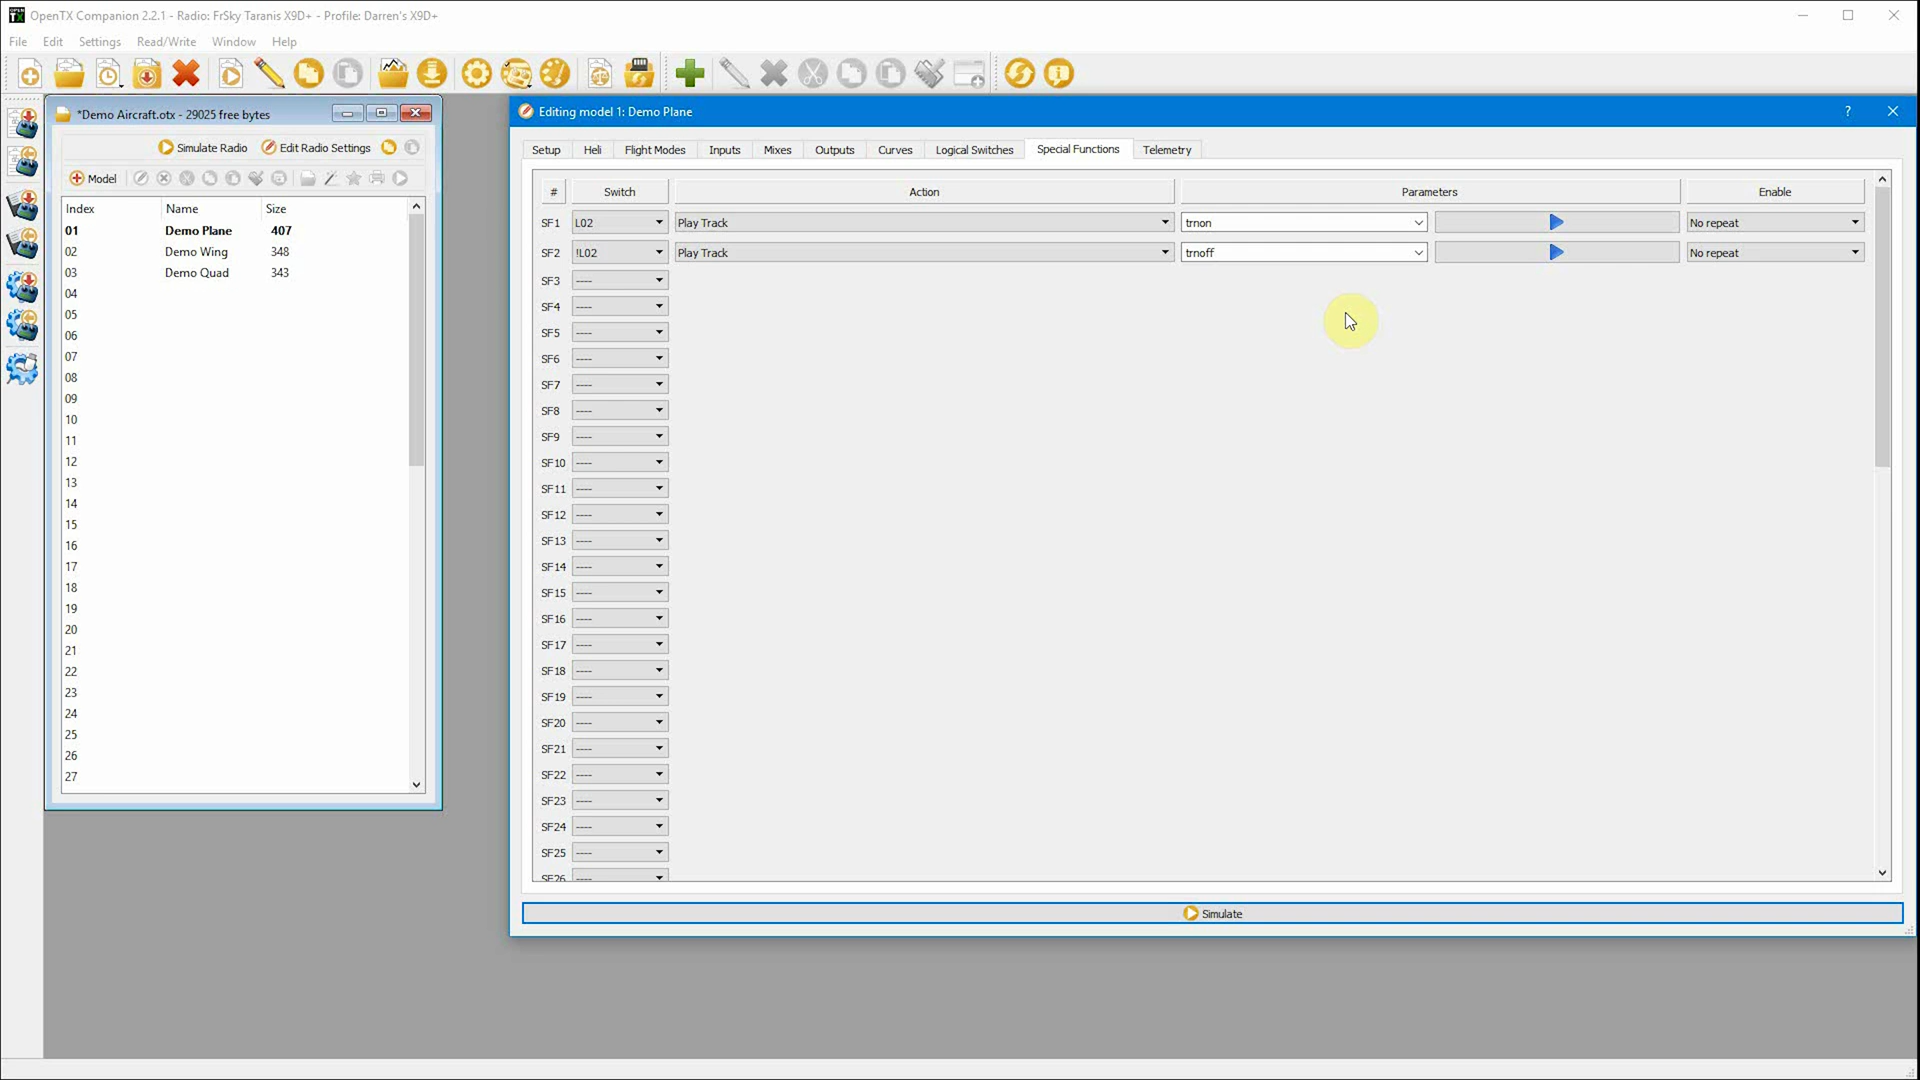 OpenTX Companion 2.2.1 - Radio: FrSky Taranis X9D+ - Profile: Darren's X9D+
File Edit Settings Read/Write Window Help
*Demo Aircraft.otx - 29025 free bytes
Simulate Radio Edit Radio Settings
Model
Index Name Size
01 Demo Plane 407
02 Demo Wing 348
03 Demo Quad 343
04
05
06
07
08
09
10
11
12
13
14
15
16
17
18
19
20
21
22
23
24
25
26
27
Editing model 1: Demo Plane ?
Setup Heli Flight Modes Inputs Mixes Outputs Curves Logical Switches Special Functions Telemetry
# Switch Action Parameters Enable
SF1 L02 Play Track trnon No repeat
SF2 !L02 Play Track trnoff No repeat
SF3 ----
SF4 ----
SF5 ----
SF6 ----
SF7 ----
SF8 ----
SF9 ----
SF10 ----
SF11 ----
SF12 ----
SF13 ----
SF14 ----
SF15 ----
SF16 ----
SF17 ----
SF18 ----
SF19 ----
SF20 ----
SF21 ----
SF22 ----
SF23 ----
SF24 ----
SF25 ----
SF26 ----
Simulate